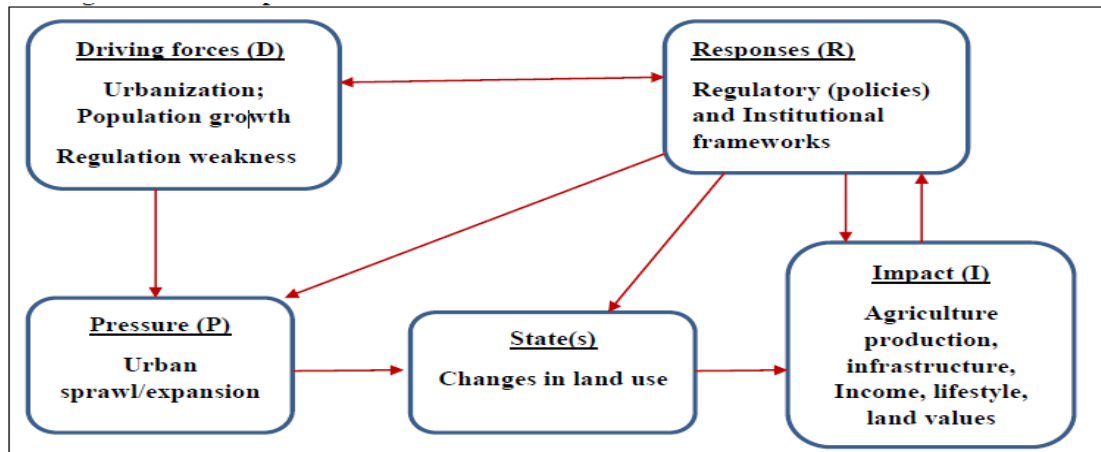 Driving forces (D)
Urbanization;
Population growth
Regulation weakness
Responses (R)
Regulatory (policies)
and Institutional
frameworks
Pressure (P)
Urban
sprawl/expansion
State(s)
Changes in land use
Impact (I)
Agriculture
production,
infrastructure,
Income, lifestyle,
land values